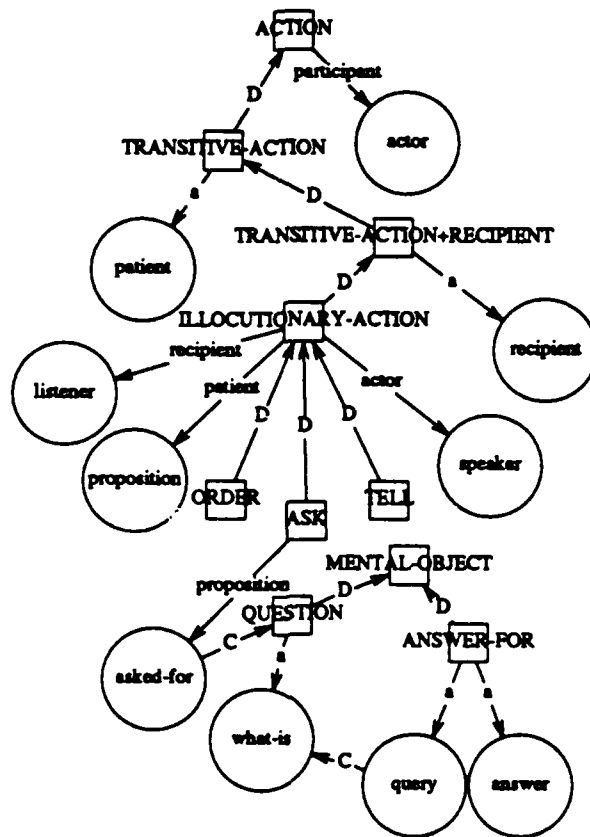 ACTION
participant
D
actor
TRANSITIVE-ACTION
a
D
TRANSITIVE-ACTION+RECIPIENT
patient
D
a
ILLOCUTIONARY-ACTION
recipient
recipient
listener
patient
actor
D
D
D
proposition
speaker
ORDER
ASK
TELL
proposition
MENTAL-OBJECT
D
QUESTION
D
C
ANSWER-FOR
asked-for
a
a
a
what-is
C
query
answer